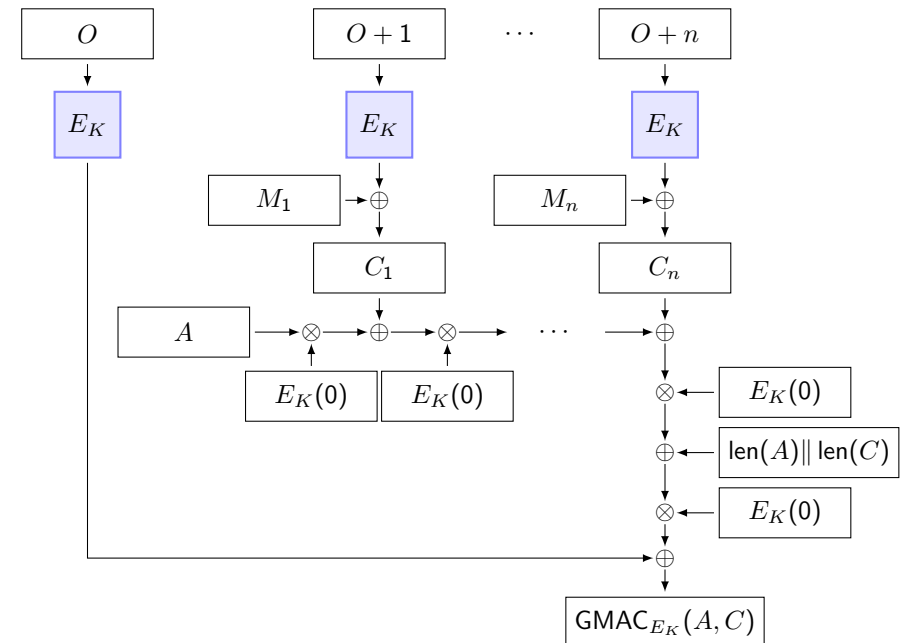 O O + 1 ⋯ O + n
E_K E_K E_K
M_1 ⊕ M_n ⊕
C_1 C_n
A ⊗ ⊕ ⊗ ⋯ ⊕
E_K(0) E_K(0) ⊗ E_K(0)
⊕ len(A)‖ len(C)
⊗ E_K(0)
⊕
GMAC_{E_K}(A, C)